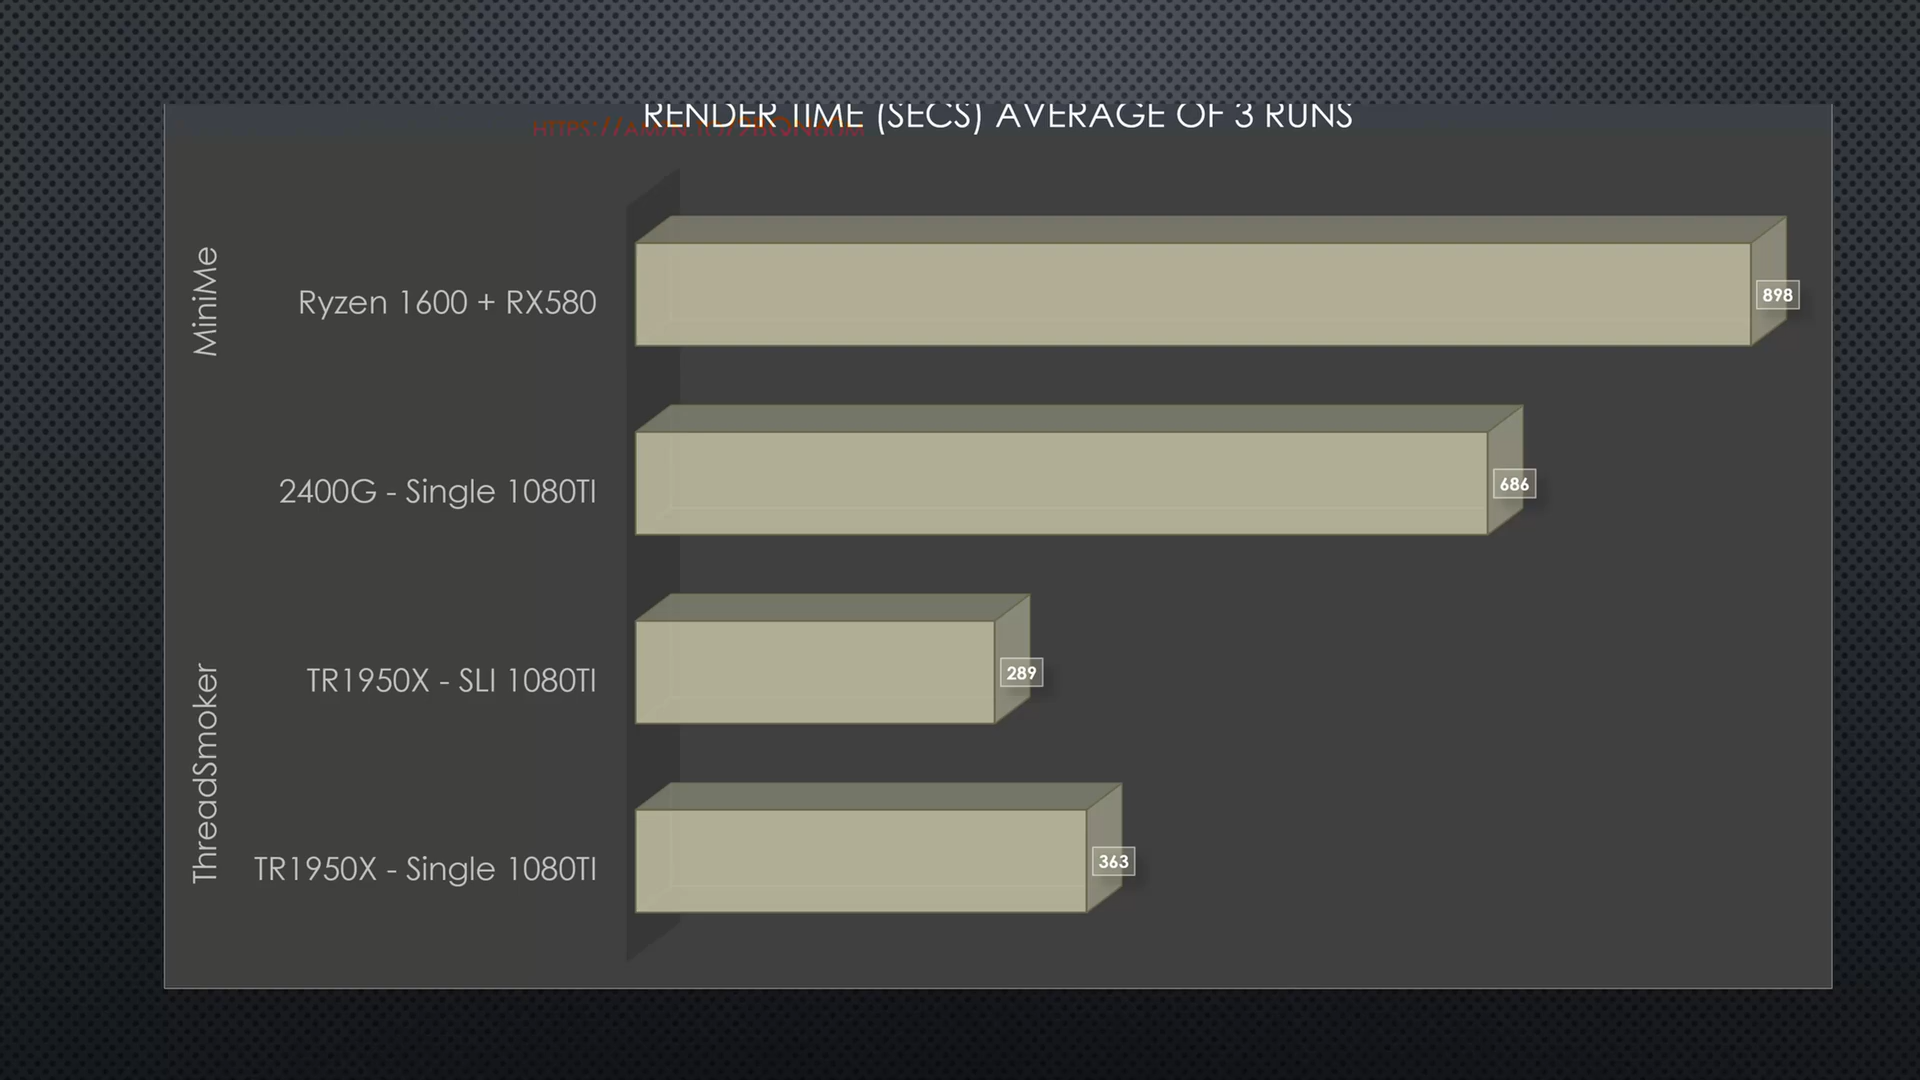 RENDER TIME (SECS) AVERAGE OF 3 RUNS
MiniMe
Ryzen 1600 + RX580
898
2400G - Single 1080TI
686
ThreadSmoker
TR1950X - SLI 1080TI
289
TR1950X - Single 1080TI
363